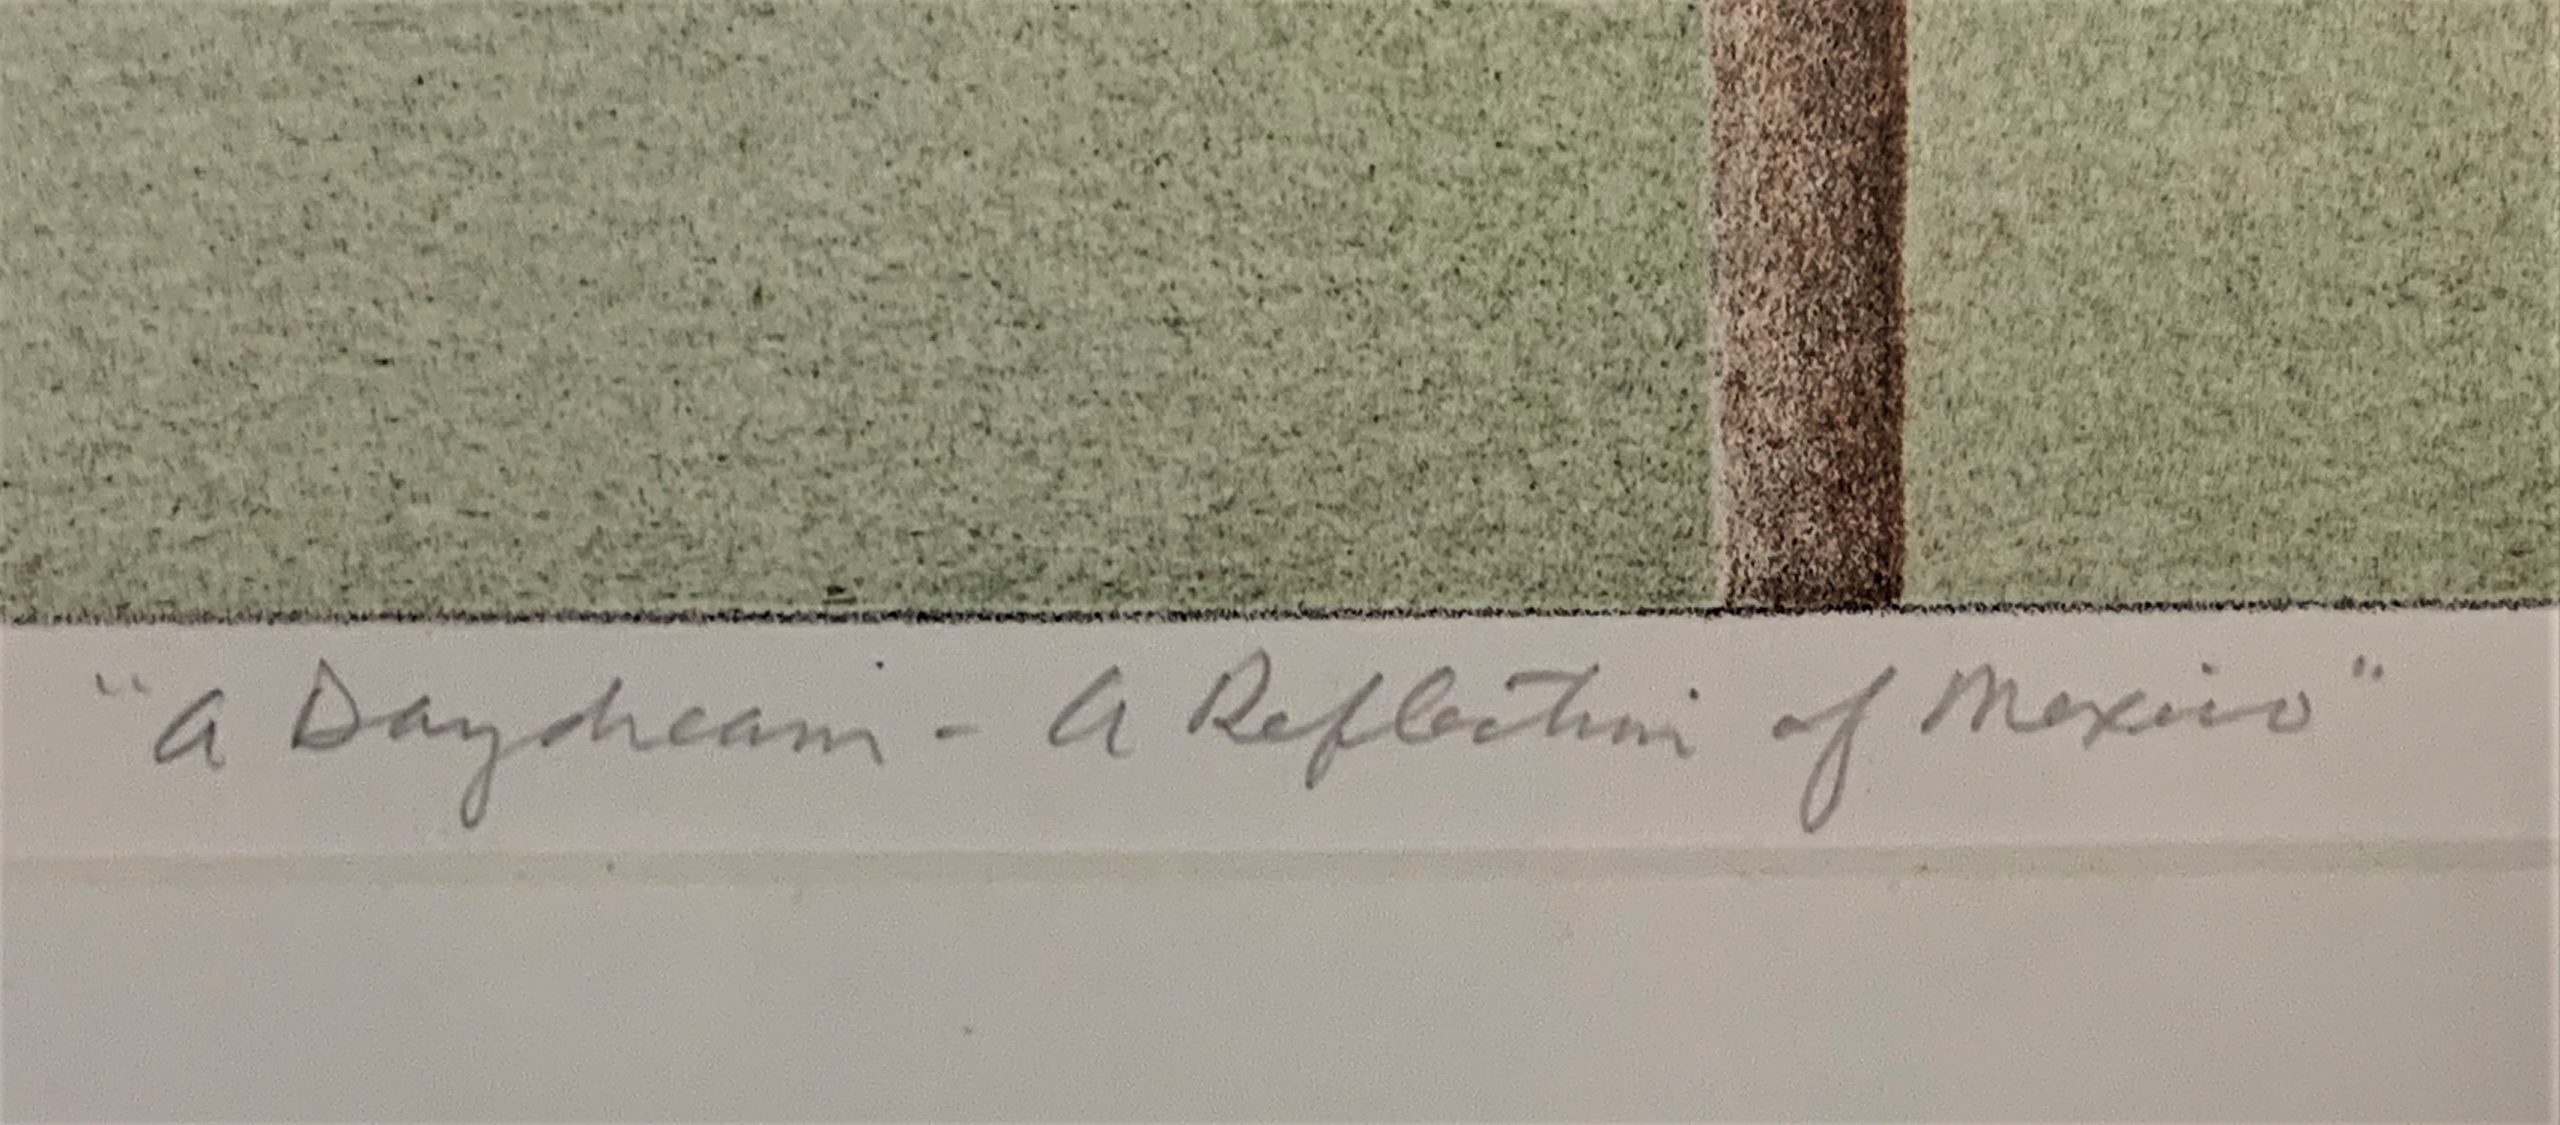 "A Daydream - A Reflection of Mexico"